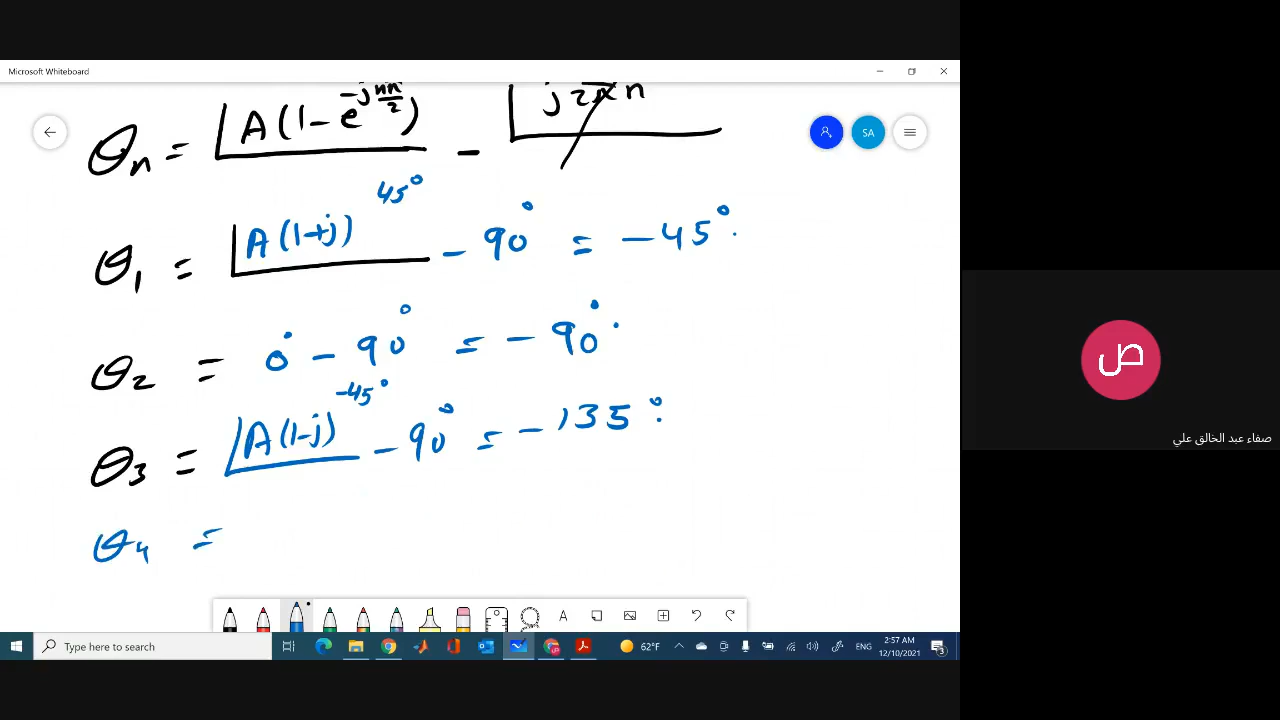 Microsoft Whiteboard
θn = ∠A(1 - e^(-jnπ/2)) - ∠j2πn
SA
θ1 = ∠A(1+j) 45° - 90° = -45°.
θ2 = 0° - 90° = -90°.
θ3 = ∠A(1-j) -45° - 90° = -135°.
θ4 =
ص
صفاء عبد الخالق علي
A
Type here to search
62°F
ENG
2:57 AM
12/10/2021
3